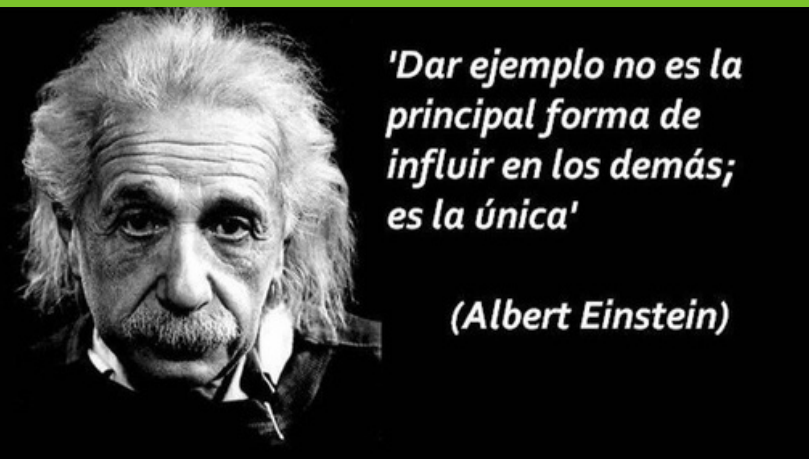 'Dar ejemplo no es la
principal forma de
influir en los demás;
es la única'
(Albert Einstein)